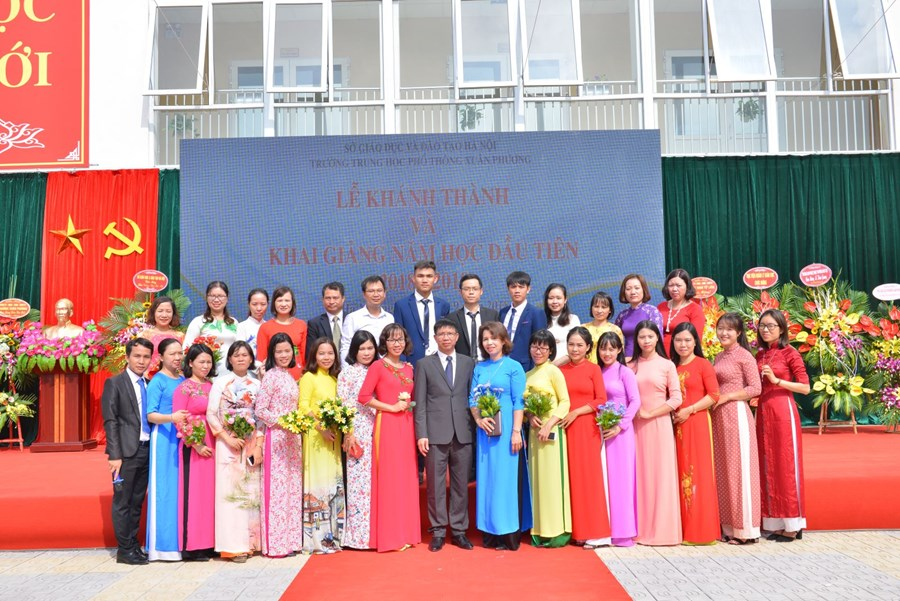 ỌC
ỚI
SỞ GIÁO DỤC VÀ ĐÀO TẠO HÀ NỘI
TRƯỜNG TRUNG HỌC PHỔ THÔNG XUÂN PHƯƠNG
LỄ KHÁNH THÀNH
VÀ
KHAI GIẢNG NĂM HỌC ĐẦU TIÊN